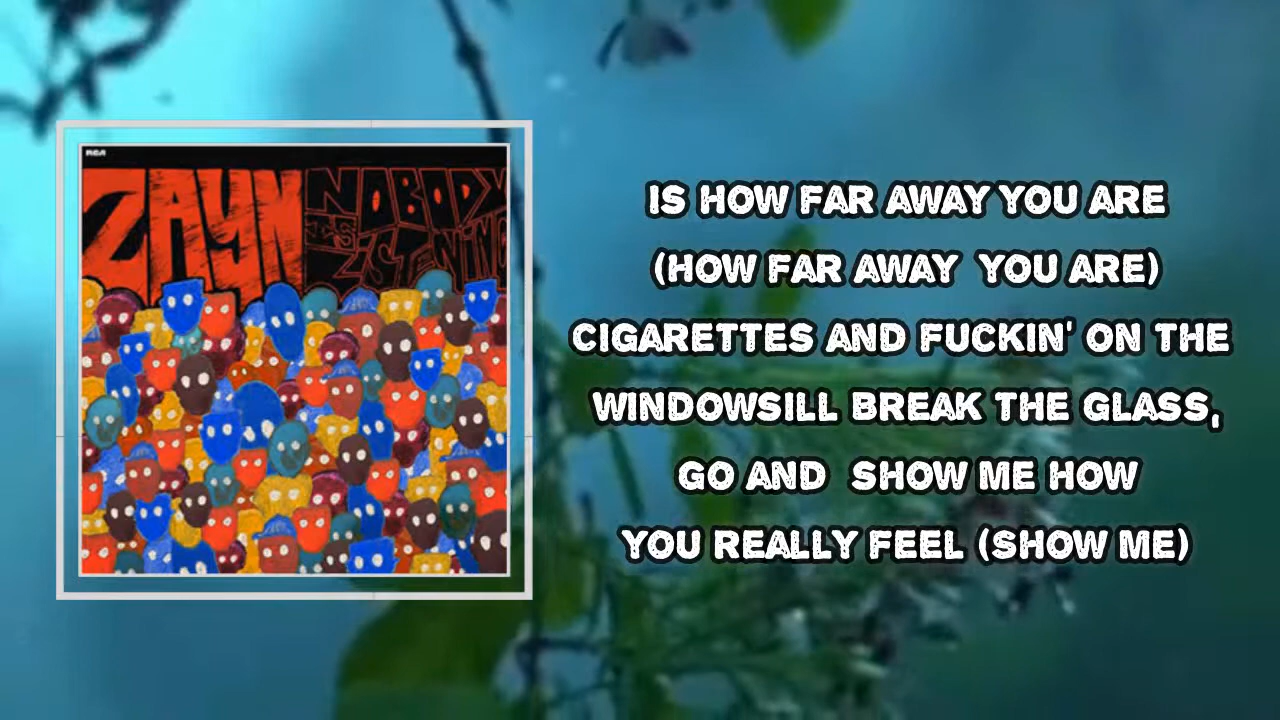 RCA
ZAYN
NOBODY
IS
LISTENING
IS HOW FAR AWAY YOU ARE
(HOW FAR AWAY YOU ARE)
CIGARETTES AND FUCKIN' ON THE
WINDOWSILL BREAK THE GLASS,
GO AND SHOW ME HOW
YOU REALLY FEEL (SHOW ME)